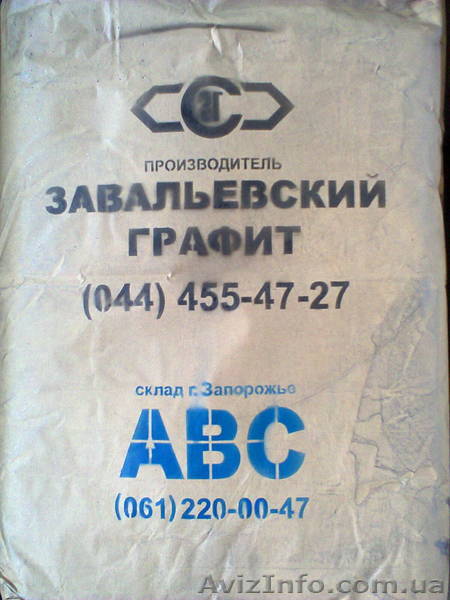 ПРОИЗВОДИТЕЛЬ
ЗАВАЛЬЕВСКИЙ
ГРАФИТ
(044) 455-47-27
склад г. Запорожье
АВС
(061) 220-00-47
AvizInfo.com.ua